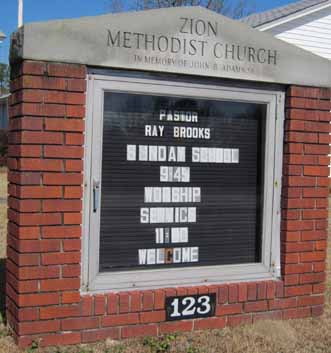 ZION
METHODIST CHURCH
IN MEMORY OF JOHN B. ADAMS SR.
PASTOR
RAY BROOKS
SUNDAY SCHOOL
9:45
WORSHIP
SERVICE
11:00
WELCOME
123